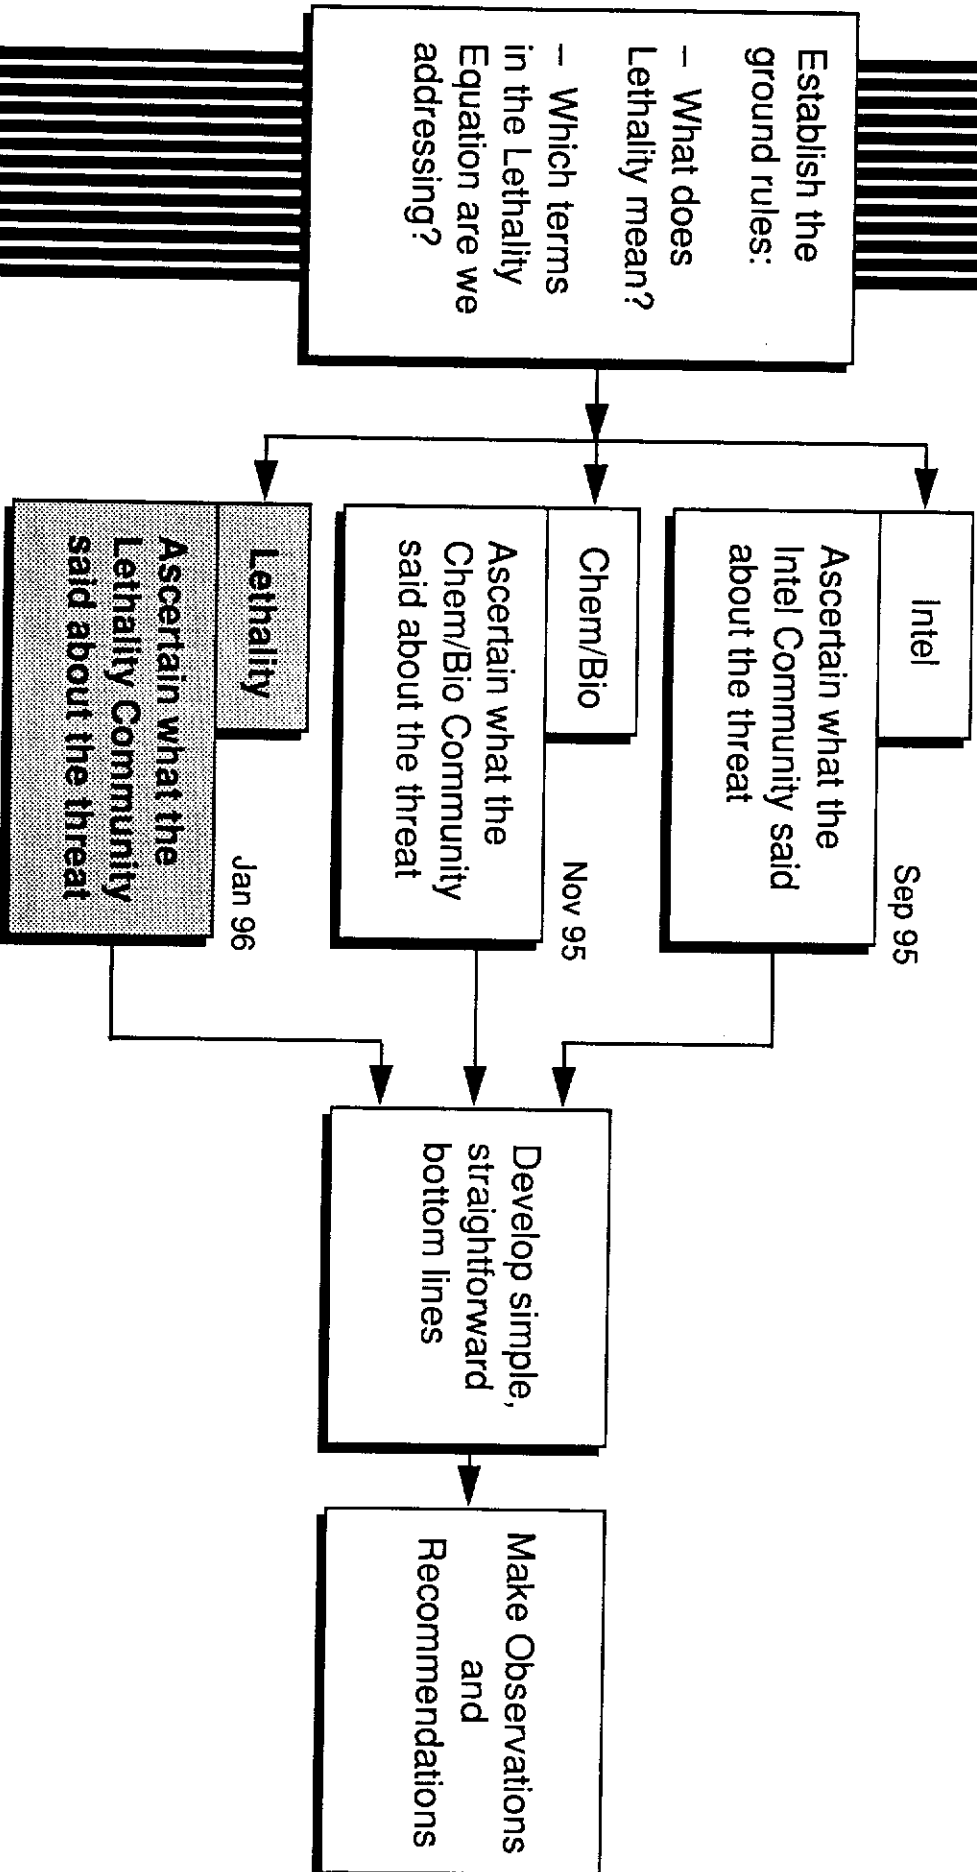 Establish the
ground rules:
– What does
Lethality mean?
– Which terms
in the Lethality
Equation are we
addressing?
Intel
Sep 95
Ascertain what the
Intel Community said
about the threat
Chem/Bio
Nov 95
Ascertain what the
Chem/Bio Community
said about the threat
Lethality
Jan 96
Ascertain what the
Lethality Community
said about the threat
Develop simple,
straightforward
bottom lines
Make Observations
and
Recommendations